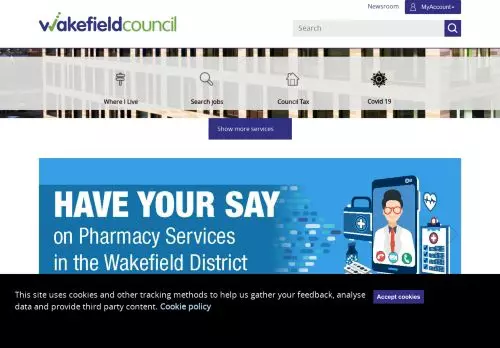 Newsroom
MyAccount
wakefieldcouncil
Search
Where I Live
Search jobs
Council Tax
Covid 19
Show more services
HAVE YOUR SAY
on Pharmacy Services
in the Wakefield District
This site uses cookies and other tracking methods to help us gather your feedback, analyse
data and provide third party content. Cookie policy
Accept cookies